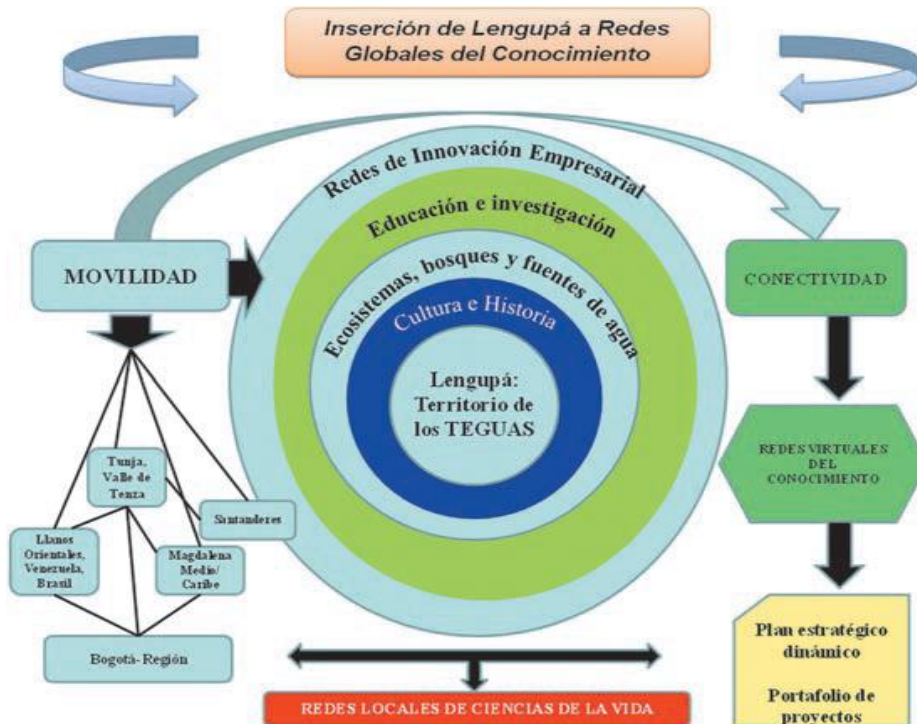 Inserción de Lengupá a Redes
Globales del Conocimiento
Redes de Innovación Empresarial
Educación e investigación
Ecosistemas, bosques y fuentes de agua
Cultura e Historia
Lengupá:
Territorio de
los TEGUAS
MOVILIDAD
Tunja,
Valle de
Tenza
Santanderes
Llanos
Orientales,
Venezuela,
Brasil
Magdalena
Medio/
Caribe
Bogotá- Región
CONECTIVIDAD
REDES VIRTUALES
DEL
CONOCIMIENTO
Plan estratégico
dinámico
Portafolio de
proyectos
REDES LOCALES DE CIENCIAS DE LA VIDA